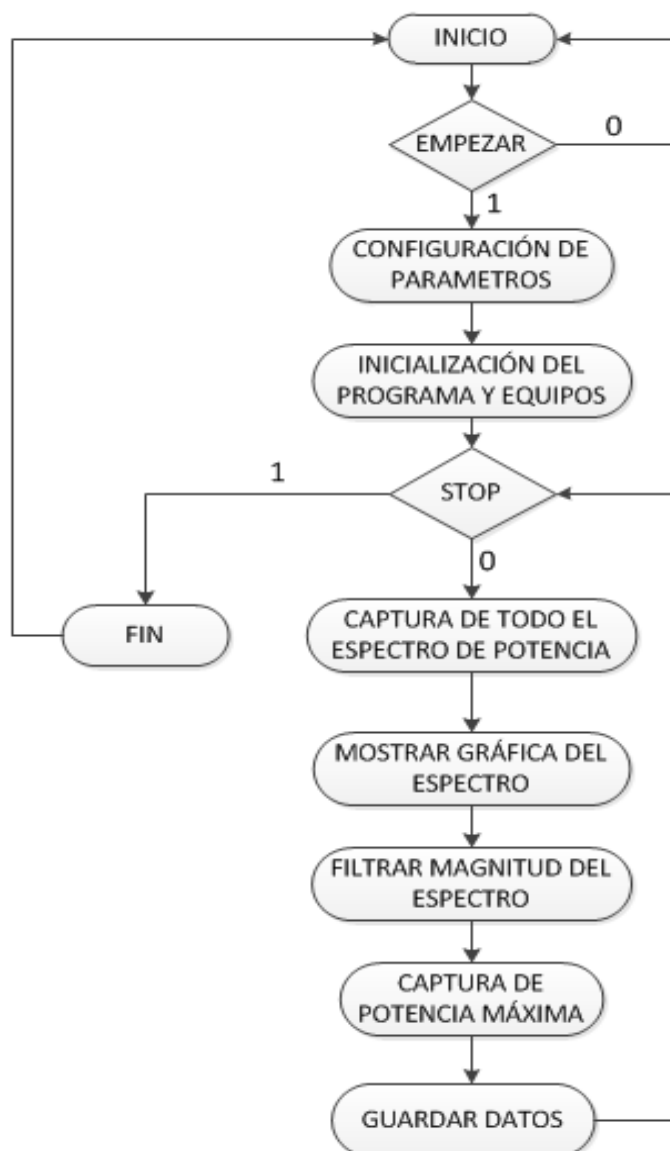 INICIO
EMPEZAR
0
1
CONFIGURACIÓN DE
PARAMETROS
INICIALIZACIÓN DEL
PROGRAMA Y EQUIPOS
1
STOP
0
FIN
CAPTURA DE TODO EL
ESPECTRO DE POTENCIA
MOSTRAR GRÁFICA DEL
ESPECTRO
FILTRAR MAGNITUD DEL
ESPECTRO
CAPTURA DE
POTENCIA MÁXIMA
GUARDAR DATOS